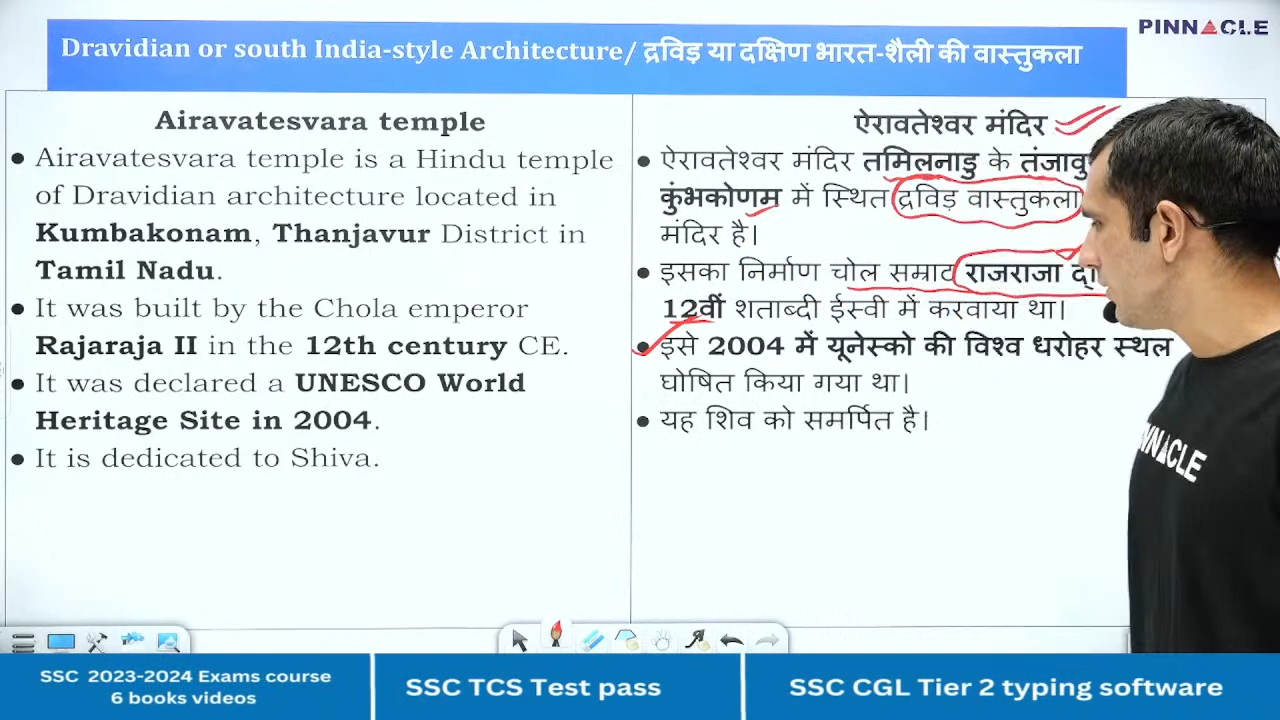 PINNACLE
Dravidian or south India-style Architecture/ द्रविड़ या दक्षिण भारत-शैली की वास्तुकला
Airavatesvara temple
● Airavatesvara temple is a Hindu temple
of Dravidian architecture located in
Kumbakonam, Thanjavur District in
Tamil Nadu.
● It was built by the Chola emperor
Rajaraja II in the 12th century CE.
● It was declared a UNESCO World
Heritage Site in 2004.
● It is dedicated to Shiva.
ऐरावतेश्वर मंदिर
● ऐरावतेश्वर मंदिर तमिलनाडु के
कुंभकोणम में स्थित द्रविड़ वास्तुकला
मंदिर है।
● इसका निर्माण चोल सम्राट राजराजा
12वीं शताब्दी ईस्वी में करवाया था।
● इसे 2004 में यूनेस्को की विश्व धरोहर स्थल
घोषित किया गया था।
● यह शिव को समर्पित है।
PINNACLE
SSC 2023-2024 Exams course
6 books videos
SSC TCS Test pass
SSC CGL Tier 2 typing software